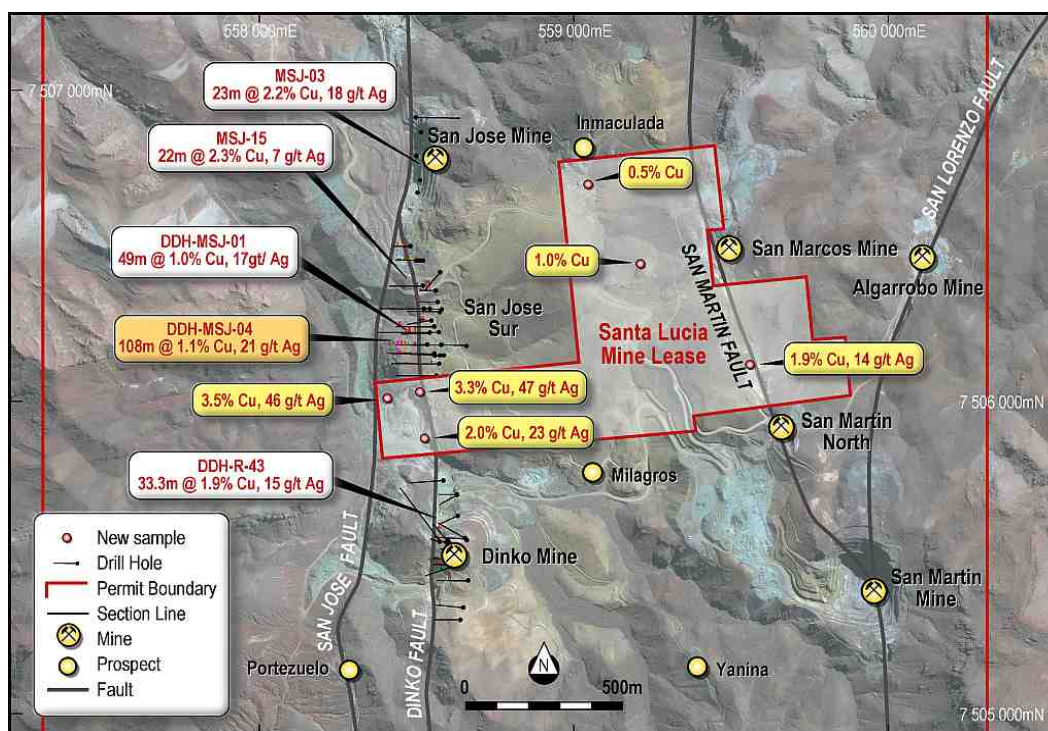 558 000mE
559 000mE
560 000mE
7 507 000mN
MSJ-03
23m @ 2.2% Cu, 18 g/t Ag
San Jose Mine
Inmaculada
MSJ-15
22m @ 2.3% Cu, 7 g/t Ag
0.5% Cu
SAN LORENZO FAULT
DDH-MSJ-01
49m @ 1.0% Cu, 17gt/ Ag
1.0% Cu
San Marcos Mine
Algarrobo Mine
San Jose
Sur
SAN MARTIN FAULT
DDH-MSJ-04
108m @ 1.1% Cu, 21 g/t Ag
Santa Lucia
Mine Lease
1.9% Cu, 14 g/t Ag
3.5% Cu, 46 g/t Ag
3.3% Cu, 47 g/t Ag
7 506 000mN
2.0% Cu, 23 g/t Ag
San Martin
North
DDH-R-43
33.3m @ 1.9% Cu, 15 g/t Ag
Milagros
New sample
Drill Hole
Permit Boundary
Section Line
Mine
Prospect
Fault
SAN JOSE FAULT
DINKO FAULT
Dinko Mine
San Martin
Mine
Portezuelo
N
Yanina
0
500m
7 505 000mN